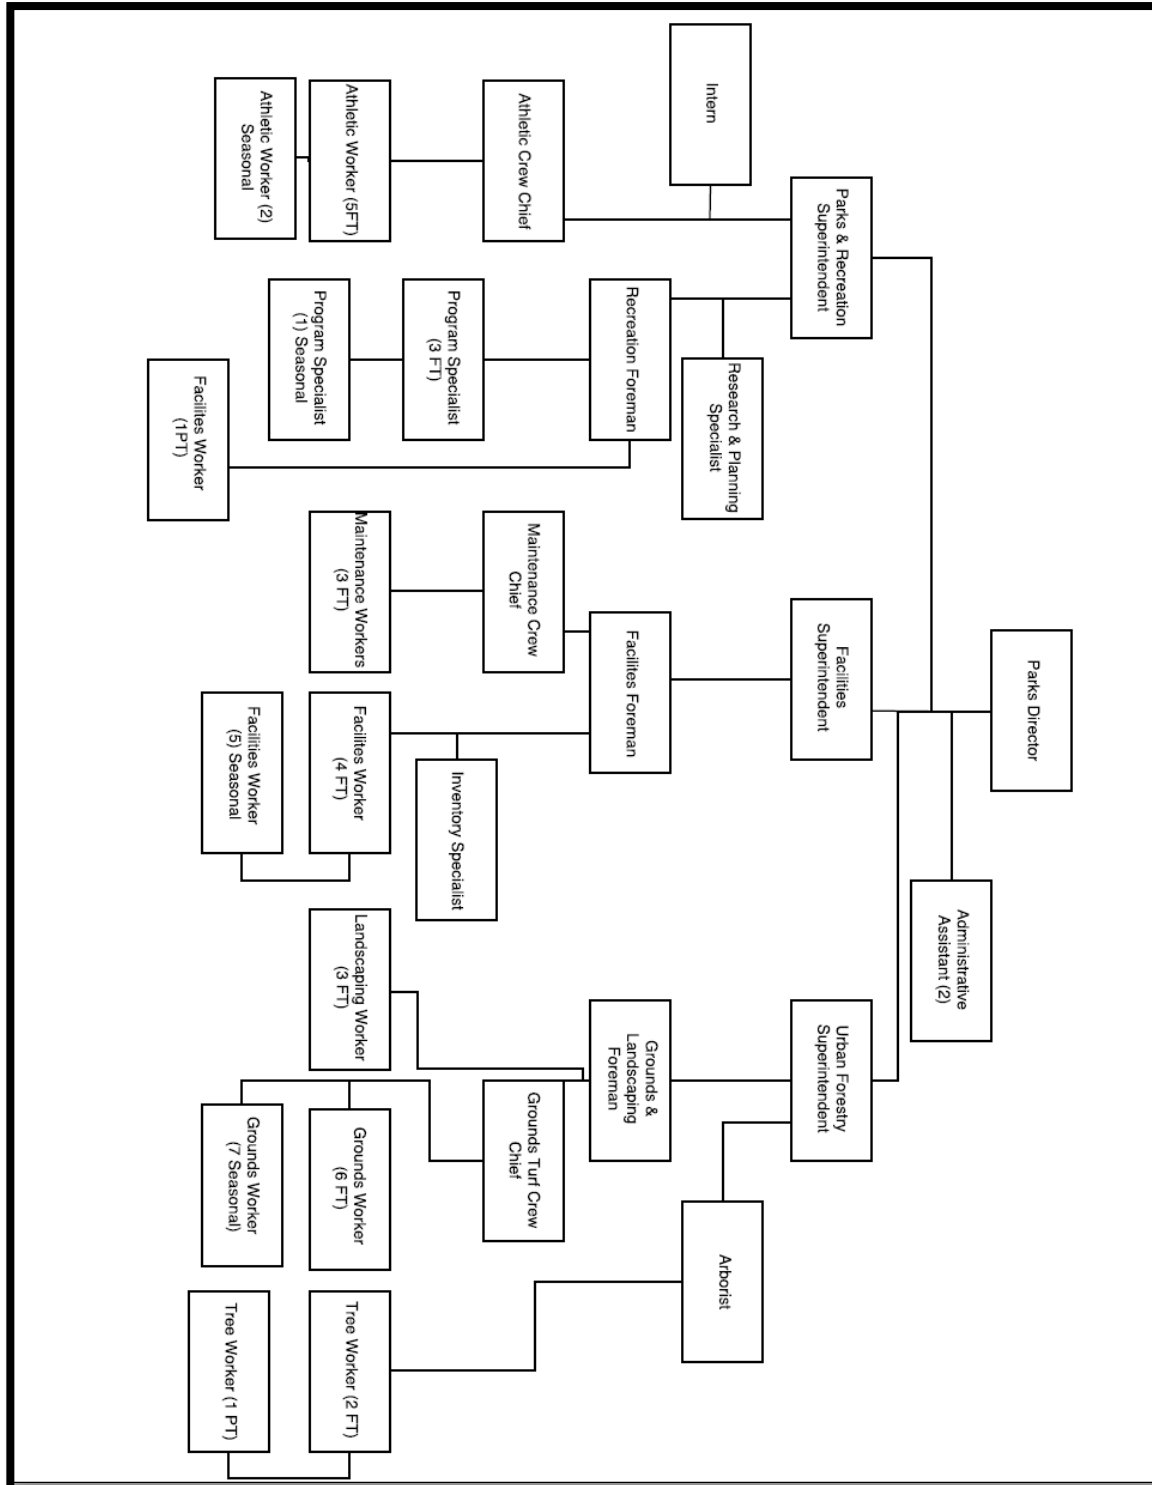 Parks Director
Administrative
Assistant (2)
Parks & Recreation
Superintendent
Facilities
Superintendent
Urban Forestry
Superintendent
Intern
Research & Planning
Specialist
Arborist
Recreation Foreman
Facilites Foreman
Grounds &
Landscaping
Foreman
Athletic Crew Chief
Maintenance Crew
Chief
Grounds Turf Crew
Chief
Program Specialist
(3 FT)
Inventory Specialist
Athletic Worker (5FT)
Maintenance Workers
(3 FT)
Facilites Worker
(4 FT)
Landscaping Worker
(3 FT)
Grounds Worker
(6 FT)
Tree Worker (2 FT)
Athletic Worker (2)
Seasonal
Program Specialist
(1) Seasonal
Facilities Worker
(5) Seasonal
Grounds Worker
(7 Seasonal)
Tree Worker (1 PT)
Facilites Worker
(1PT)